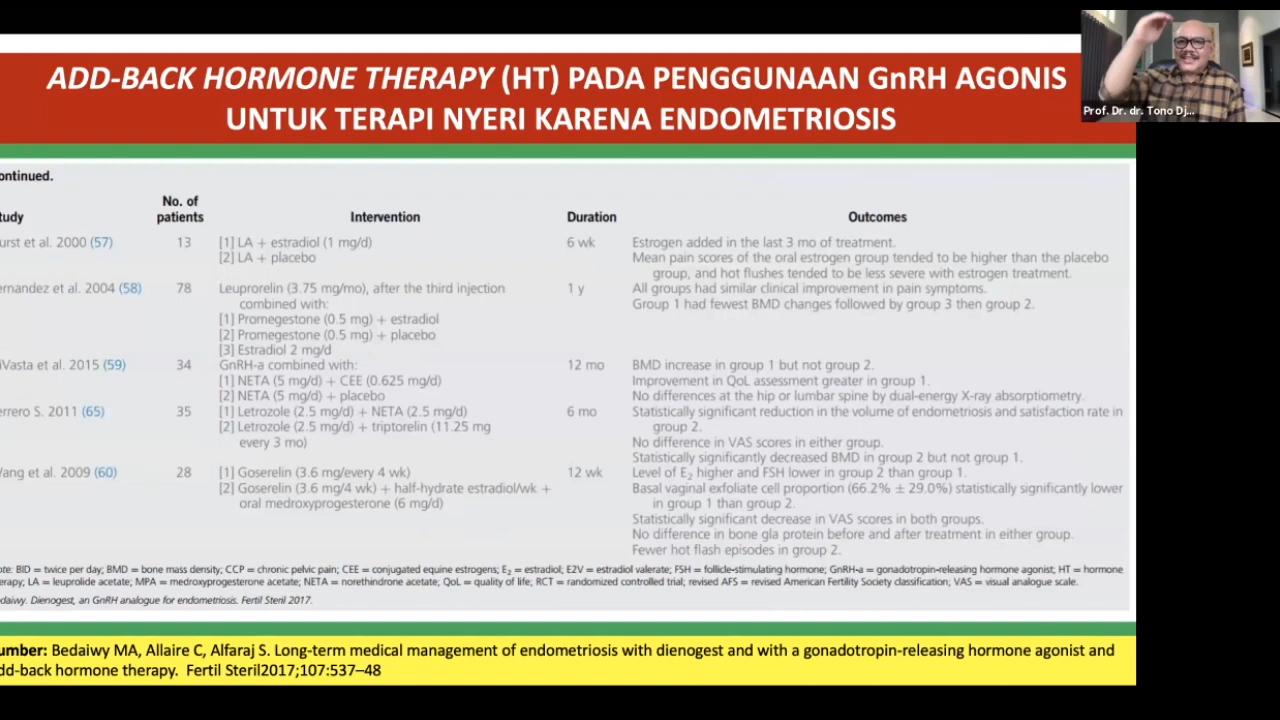 ADD-BACK HORMONE THERAPY (HT) PADA PENGGUNAAN GnRH AGONIS
UNTUK TERAPI NYERI KARENA ENDOMETRIOSIS
Prof. Dr. dr. Tono Dj...
ontinued.
tudy No. of patients Intervention Duration Outcomes
urst et al. 2000 (57) 13 [1] LA + estradiol (1 mg/d) 6 wk Estrogen added in the last 3 mo of treatment.
[2] LA + placebo Mean pain scores of the oral estrogen group tended to be higher than the placebo
group, and hot flushes tended to be less severe with estrogen treatment.
ernandez et al. 2004 (58) 78 Leuprorelin (3.75 mg/mo), after the third injection 1 y All groups had similar clinical improvement in pain symptoms.
combined with: Group 1 had fewest BMD changes followed by group 3 then group 2.
[1] Promegestone (0.5 mg) + estradiol
[2] Promegestone (0.5 mg) + placebo
[3] Estradiol 2 mg/d
iVasta et al. 2015 (59) 34 GnRH-a combined with: 12 mo BMD increase in group 1 but not group 2.
[1] NETA (5 mg/d) + CEE (0.625 mg/d) Improvement in QoL assessment greater in group 1.
[2] NETA (5 mg/d) + placebo No differences at the hip or lumbar spine by dual-energy X-ray absorptiometry.
errero S. 2011 (65) 35 [1] Letrozole (2.5 mg/d) + NETA (2.5 mg/d) 6 mo Statistically significant reduction in the volume of endometriosis and satisfaction rate in
[2] Letrozole (2.5 mg/d) + triptorelin (11.25 mg group 2.
every 3 mo) No difference in VAS scores in either group.
Statistically significantly decreased BMD in group 2 but not group 1.
ang et al. 2009 (60) 28 [1] Goserelin (3.6 mg/every 4 wk) 12 wk Level of E2 higher and FSH lower in group 2 than group 1.
[2] Goserelin (3.6 mg/4 wk) + half-hydrate estradiol/wk + Basal vaginal exfoliate cell proportion (66.2% ± 29.0%) statistically significantly lower
oral medroxyprogesterone (6 mg/d) in group 1 than group 2.
Statistically significant decrease in VAS scores in both groups.
No difference in bone gla protein before and after treatment in either group.
Fewer hot flash episodes in group 2.
ote: BID = twice per day; BMD = bone mass density; CCP = chronic pelvic pain; CEE = conjugated equine estrogens; E2 = estradiol; E2V = estradiol valerate; FSH = follicle-stimulating hormone; GnRH-a = gonadotropin-releasing hormone agonist; HT = hormone
erapy; LA = leuprolide acetate; MPA = medroxyprogesterone acetate; NETA = norethindrone acetate; QoL = quality of life; RCT = randomized controlled trial; revised AFS = revised American Fertility Society classification; VAS = visual analogue scale.
edaiwy. Dienogest, an GnRH analogue for endometriosis. Fertil Steril 2017.
umber: Bedaiwy MA, Allaire C, Alfaraj S. Long-term medical management of endometriosis with dienogest and with a gonadotropin-releasing hormone agonist and
dd-back hormone therapy. Fertil Steril2017;107:537–48